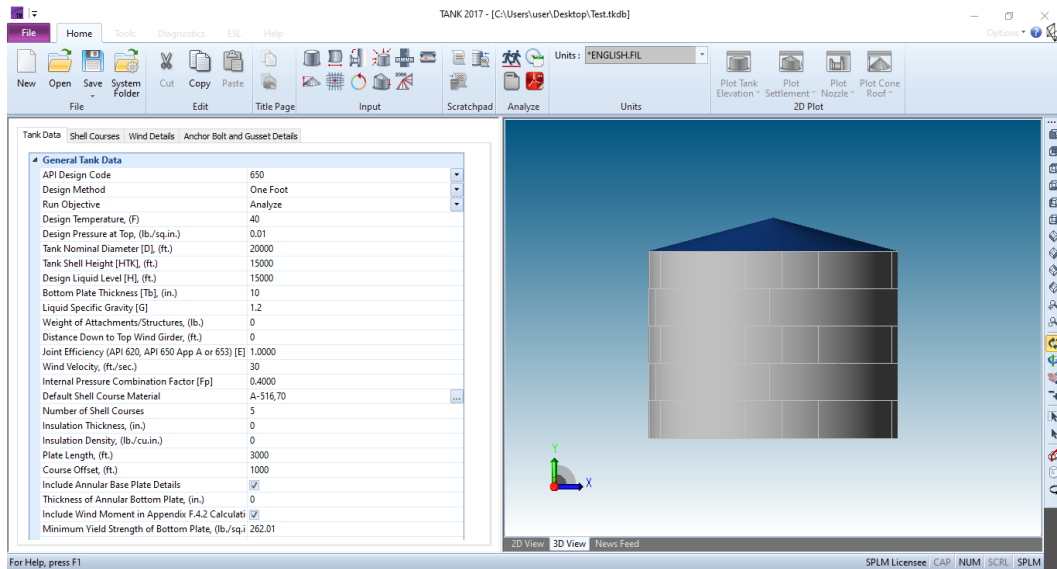 TK
TANK 2017 - [C:\Users\user\Desktop\Test.tkdb]
File Home Tools Diagnostics ESL Help Options
New Open Save System Folder Cut Copy Paste
Units : *ENGLISH.FIL
Plot Tank Elevation Plot Settlement Plot Nozzle Plot Cone Roof
File Edit Title Page Input Scratchpad Analyze Units 2D Plot
Tank Data Shell Courses Wind Details Anchor Bolt and Gusset Details
General Tank Data
API Design Code 650
Design Method One Foot
Run Objective Analyze
Design Temperature, (F) 40
Design Pressure at Top, (lb./sq.in.) 0.01
Tank Nominal Diameter [D], (ft.) 20000
Tank Shell Height [HTK], (ft.) 15000
Design Liquid Level [H], (ft.) 15000
Bottom Plate Thickness [Tb], (in.) 10
Liquid Specific Gravity [G] 1.2
Weight of Attachments/Structures, (lb.) 0
Distance Down to Top Wind Girder, (ft.) 0
Joint Efficiency (API 620, API 650 App A or 653) [E] 1.0000
Wind Velocity, (ft./sec.) 30
Internal Pressure Combination Factor [Fp] 0.4000
Default Shell Course Material A-516,70 ...
Number of Shell Courses 5
Insulation Thickness, (in.) 0
Insulation Density, (lb./cu.in.) 0
Plate Length, (ft.) 3000
Course Offset, (ft.) 1000
Include Annular Base Plate Details
Thickness of Annular Bottom Plate, (in.) 0
Include Wind Moment in Appendix F.4.2 Calculati
Minimum Yield Strength of Bottom Plate, (lb./sq.i 262.01
Y
X
2D View 3D View News Feed
For Help, press F1
SPLM Licensee CAP NUM SCRL SPLM